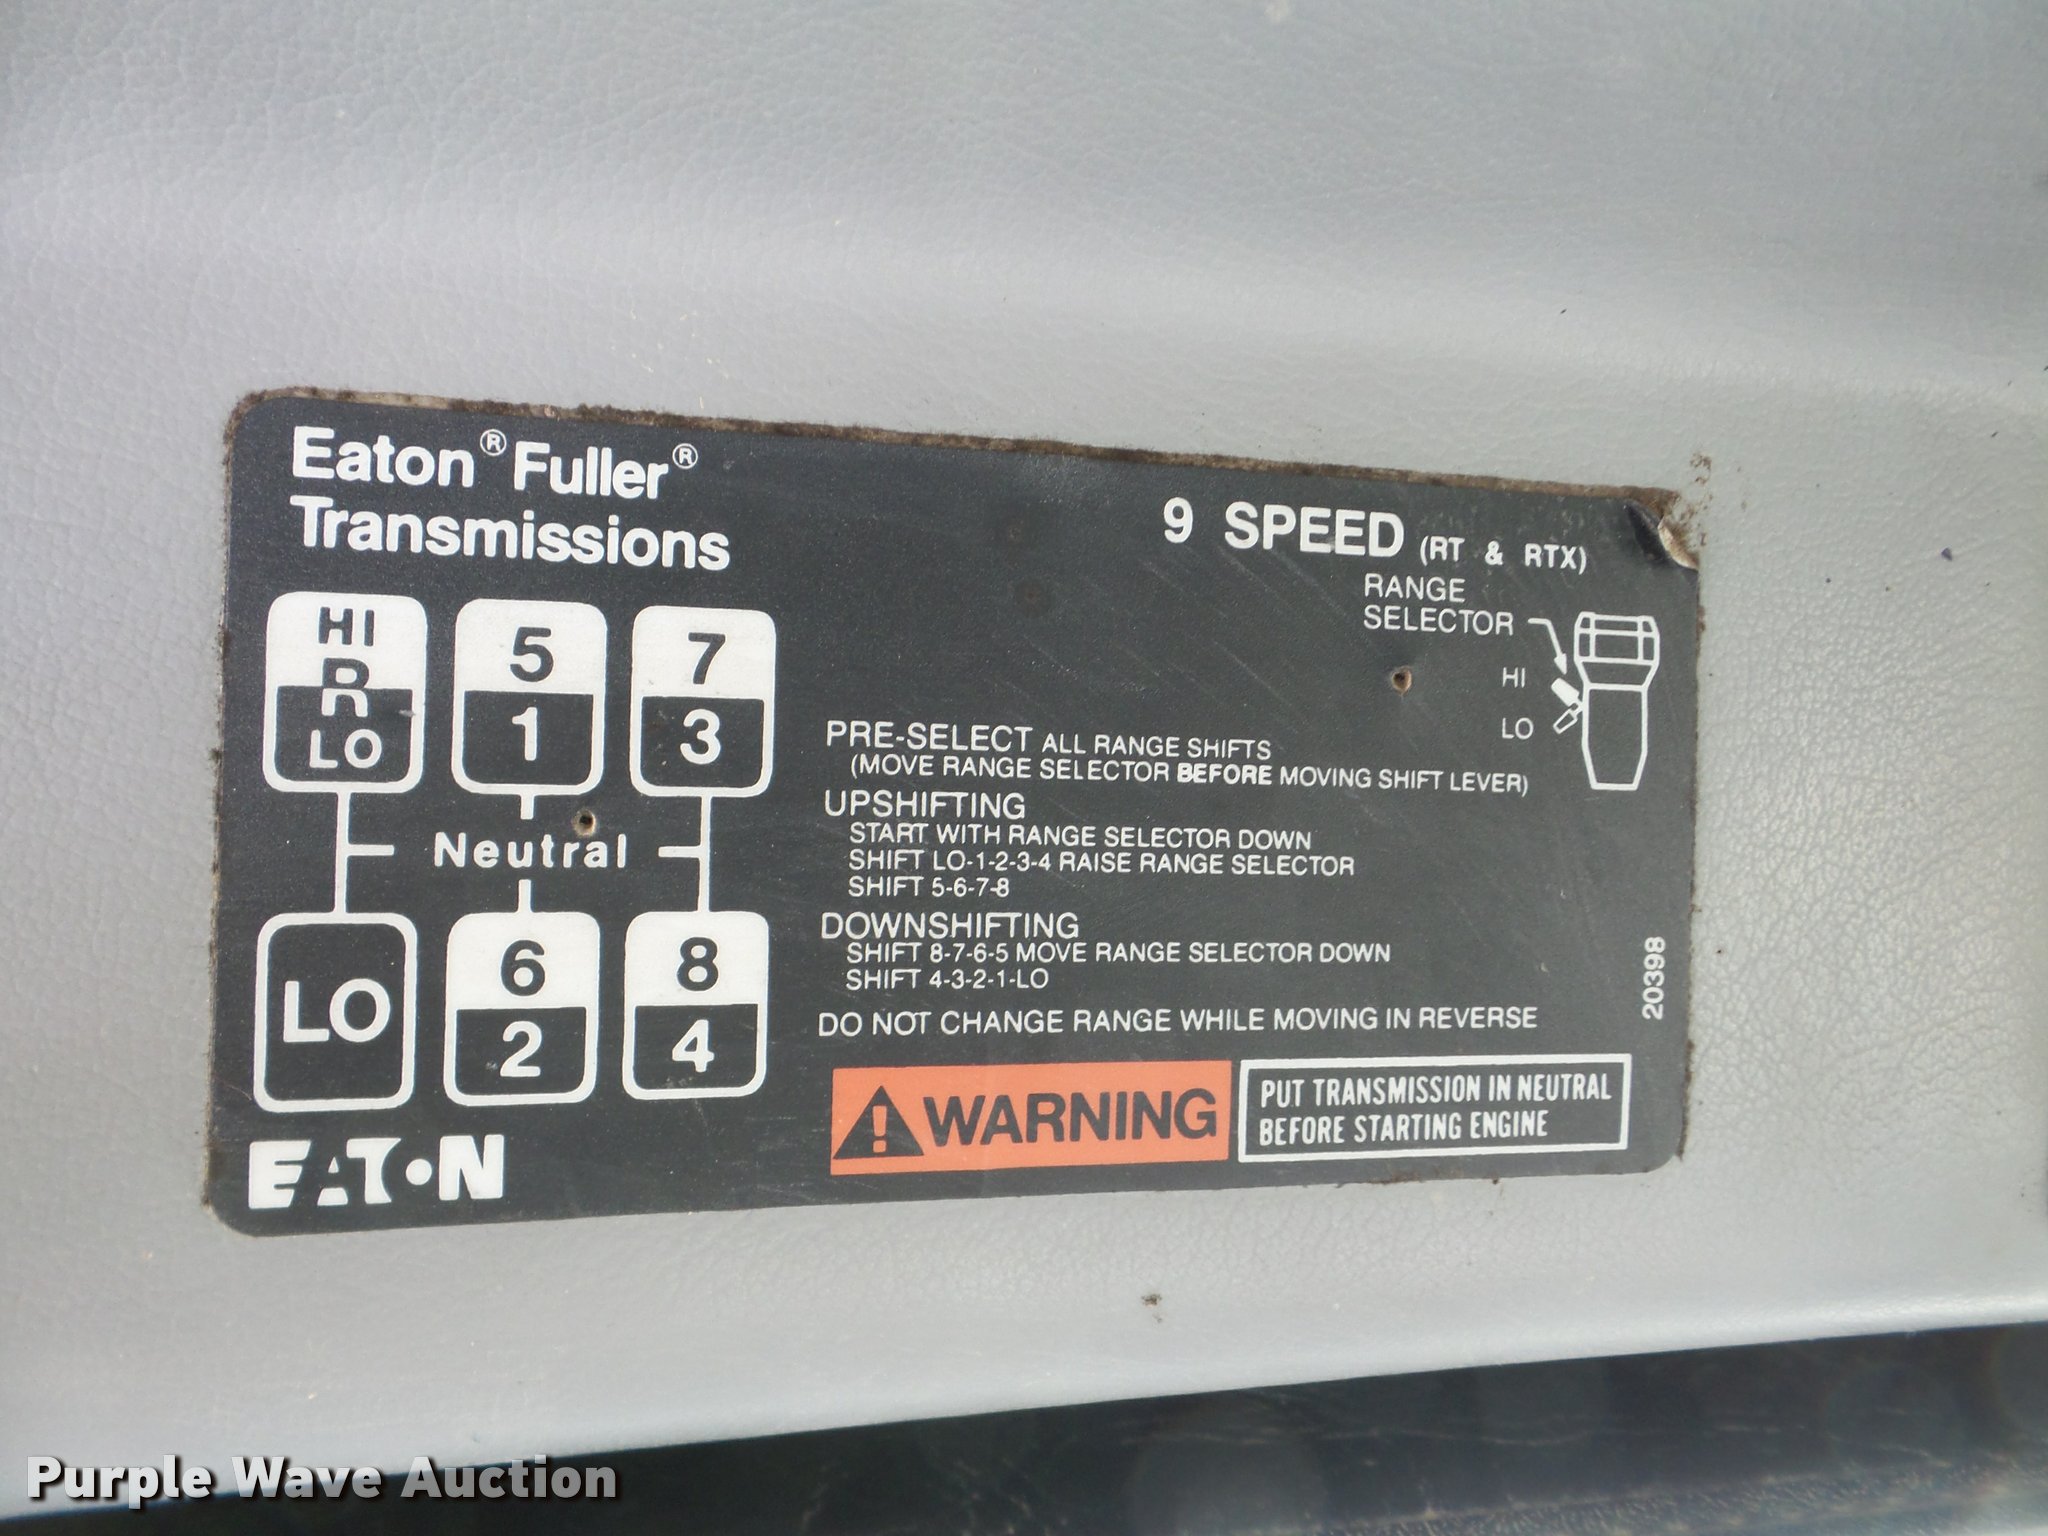 Eaton® Fuller®
Transmissions
9 SPEED (RT & RTX)
RANGE
SELECTOR
HI
LO
HI
R
LO
5
1
7
3
Neutral
LO
6
2
8
4
PRE-SELECT ALL RANGE SHIFTS
(MOVE RANGE SELECTOR BEFORE MOVING SHIFT LEVER)
UPSHIFTING
START WITH RANGE SELECTOR DOWN
SHIFT LO-1-2-3-4 RAISE RANGE SELECTOR
SHIFT 5-6-7-8
DOWNSHIFTING
SHIFT 8-7-6-5 MOVE RANGE SELECTOR DOWN
SHIFT 4-3-2-1-LO
DO NOT CHANGE RANGE WHILE MOVING IN REVERSE
20398
WARNING
PUT TRANSMISSION IN NEUTRAL
BEFORE STARTING ENGINE
EATON
Purple Wave Auction